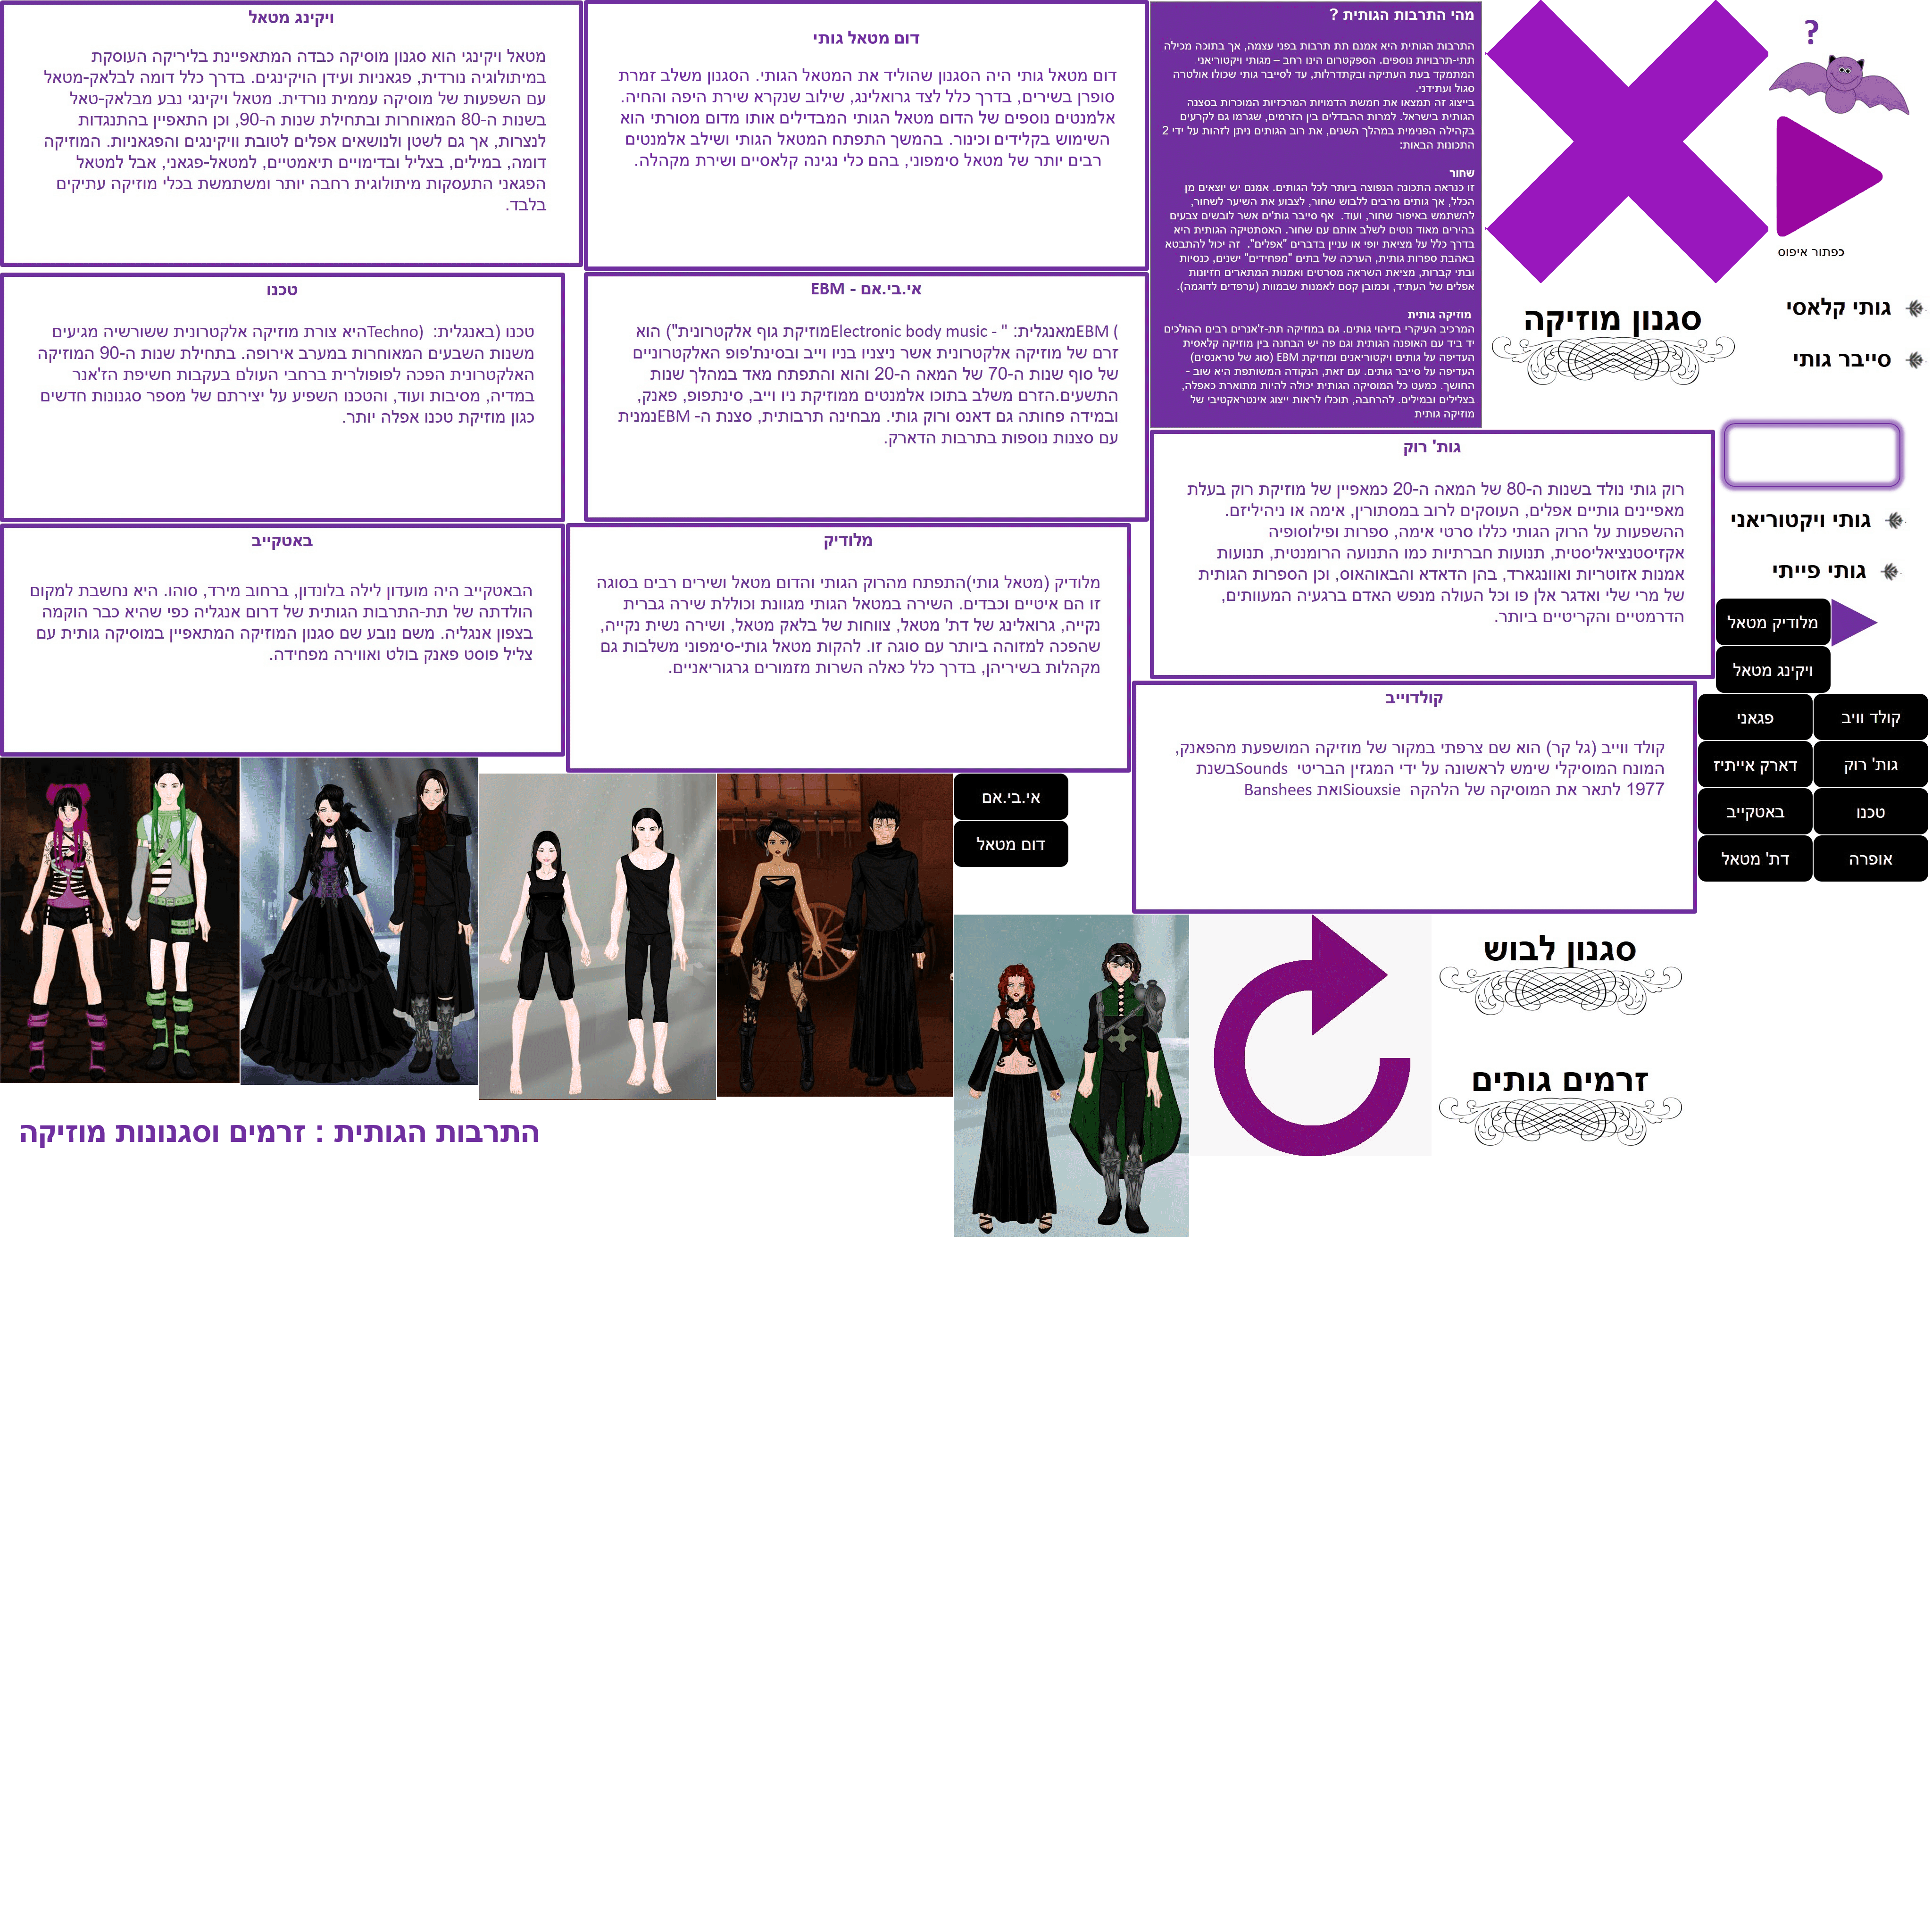 ויקינג מטאל
מטאל ויקינגי הוא סגנון מוסיקה כבדה המתאפיינת בליריקה העוסקת
במיתולוגיה נורדית, פגאניות ועידן הויקינגים. בדרך כלל דומה לבלאק-מטאל
עם השפעות של מוסיקה עממית נורדית. מטאל ויקינגי נבע מבלאק-טאל
בשנות ה-80 המאוחרות ובתחילת שנות ה-90, וכן התאפיין בהתנגדות
לנצרות, אך גם לשטן ולנושאים אפלים לטובת וויקינגים והפגאניות. המוזיקה
דומה, במילים, בצליל ובדימויים תיאמטיים, למטאל-פגאני, אבל למטאל
הפגאני התעסקות מיתולוגית רחבה יותר ומשתמשת בכלי מוזיקה עתיקים
בלבד.
דום מטאל גותי
דום מטאל גותי היה הסגנון שהוליד את המטאל הגותי. הסגנון משלב זמרת
סופרן בשירים, בדרך כלל לצד גרואלינג, שילוב שנקרא שירת היפה והחיה.
אלמנטים נוספים של הדום מטאל הגותי המבדילים אותו מדום מסורתי הוא
השימוש בקלידים וכינור. בהמשך התפתח המטאל הגותי ושילב אלמנטים
רבים יותר של מטאל סימפוני, בהם כלי נגינה קלאסיים ושירת מקהלה.
מהי התרבות הגותית ?
התרבות הגותית היא אמנם תת תרבות בפני עצמה, אך בתוכה מכילה
תתי-תרבויות נוספים. הספקטרום הינו רחב – מגותי ויקטוריאני
המתמקד בעת העתיקה ובקתדרלות, עד לסייבר גותי שכולו אולטרה
סגול ועתידני.
בייצוג זה תמצאו את חמשת הדמויות המרכזיות המוכרות בסצנה
הגותית בישראל. למרות ההבדלים בין הזרמים, שגרמו גם לקרעים
בקהילה הפנימית במהלך השנים, את רוב הגותים ניתן לזהות על ידי 2
התכונות הבאות:
שחור
זו כנראה התכונה הנפוצה ביותר לכל הגותים. אמנם יש יוצאים מן
הכלל, אך גותים מרבים ללבוש שחור, לצבוע את השיער לשחור,
להשתמש באיפור שחור, ועוד. אף סייבר גות'ים אשר לובשים צבעים
בהירים מאוד נוטים לשלב אותם עם שחור. האסתטיקה הגותית היא
בדרך כלל על מציאת יופי או עניין בדברים "אפלים". זה יכול להתבטא
באהבת ספרות גותית, הערכה של בתים "מפחידים" ישנים, כנסיות
ובתי קברות, מציאת השראה מסרטים ואמנות המתארים חזיונות
אפלים של העתיד, וכמובן קסם לאמנות שבמוות (ערפדים לדוגמה).
מוזיקה גותית
המרכיב העיקרי בזיהוי גותים. גם במוזיקה תת-ז'אנרים רבים ההולכים
יד ביד עם האופנה הגותית וגם פה יש הבחנה בין מוזיקה קלאסית
העדיפה על גותים ויקטוריאנים ומוזיקת EBM (סוג של טראנסים)
העדיפה על סייבר גותים. עם זאת, הנקודה המשותפת היא שוב -
החושך. כמעט כל המוסיקה הגותית יכולה להיות מתוארת כאפלה,
בצלילים ובמילים. להרחבה, תוכלו לראות ייצוג אינטראקטיבי של
מוזיקה גותית
?
כפתור איפוס
סגנון מוזיקה
גותי קלאסי
סייבר גותי
טכנו
טכנו (באנגלית: Techno)היא צורת מוזיקה אלקטרונית ששורשיה מגיעים
משנות השבעים המאוחרות במערב אירופה. בתחילת שנות ה-90 המוזיקה
האלקטרונית הפכה לפופולרית ברחבי העולם בעקבות חשיפת הז'אנר
במדיה, מסיבות ועוד, והטכנו השפיע על יצירתם של מספר סגנונות חדשים
כגון מוזיקת טכנו אפלה יותר.
אי.בי.אם - EBM
) EBMמאנגלית: " - Electronic body musicמוזיקת גוף אלקטרונית") הוא
זרם של מוזיקה אלקטרונית אשר ניצניו בניו וייב ובסינת'פופ האלקטרוניים
של סוף שנות ה-70 של המאה ה-20 והוא והתפתח מאד במהלך שנות
התשעים.הזרם משלב בתוכו אלמנטים ממוזיקת ניו וייב, סינתפופ, פאנק,
ובמידה פחותה גם דאנס ורוק גותי. מבחינה תרבותית, סצנת ה- EBMנמנית
עם סצנות נוספות בתרבות הדארק.
גות' רוק
רוק גותי נולד בשנות ה-80 של המאה ה-20 כמאפיין של מוזיקת רוק בעלת
מאפיינים גותיים אפלים, העוסקים לרוב במסתורין, אימה או ניהיליזם.
ההשפעות על הרוק הגותי כללו סרטי אימה, ספרות ופילוסופיה
אקזיסטנציאליסטית, תנועות חברתיות כמו התנועה הרומנטית, תנועות
אמנות אזוטריות ואוונגארד, בהן הדאדא והבאוהאוס, וכן הספרות הגותית
של מרי שלי ואדגר אלן פו וכל העולה מנפש האדם ברגעיה המעוותים,
הדרמטיים והקריטיים ביותר.
גותי ויקטוריאני
גותי פייתי
מלודיק מטאל
ויקינג מטאל
קולד וויב
פגאני
גות' רוק
דארק אייתיז
טכנו
באטקייב
אופרה
דת' מטאל
באטקייב
הבאטקייב היה מועדון לילה בלונדון, ברחוב מירד, סוהו. היא נחשבת למקום
הולדתה של תת-התרבות הגותית של דרום אנגליה כפי שהיא כבר הוקמה
בצפון אנגליה. משם נובע שם סגנון המוזיקה המתאפיין במוסיקה גותית עם
צליל פוסט פאנק בולט ואווירה מפחידה.
מלודיק
מלודיק (מטאל גותי)התפתח מהרוק הגותי והדום מטאל ושירים רבים בסוגה
זו הם איטיים וכבדים. השירה במטאל הגותי מגוונת וכוללת שירה גברית
נקייה, גרואלינג של דת' מטאל, צווחות של בלאק מטאל, ושירה נשית נקייה,
שהפכה למזוהה ביותר עם סוגה זו. להקות מטאל גותי-סימפוני משלבות גם
מקהלות בשיריהן, בדרך כלל כאלה השרות מזמורים גרגוריאניים.
קולדוייב
קולד ווייב (גל קר) הוא שם צרפתי במקור של מוזיקה המושפעת מהפאנק,
המונח המוסיקלי שימש לראשונה על ידי המגזין הבריטי Soundsבשנת
1977 לתאר את המוסיקה של הלהקה Siouxsieואת Banshees
אי.בי.אם
דום מטאל
סגנון לבוש
זרמים גותים
התרבות הגותית : זרמים וסגנונות מוזיקה